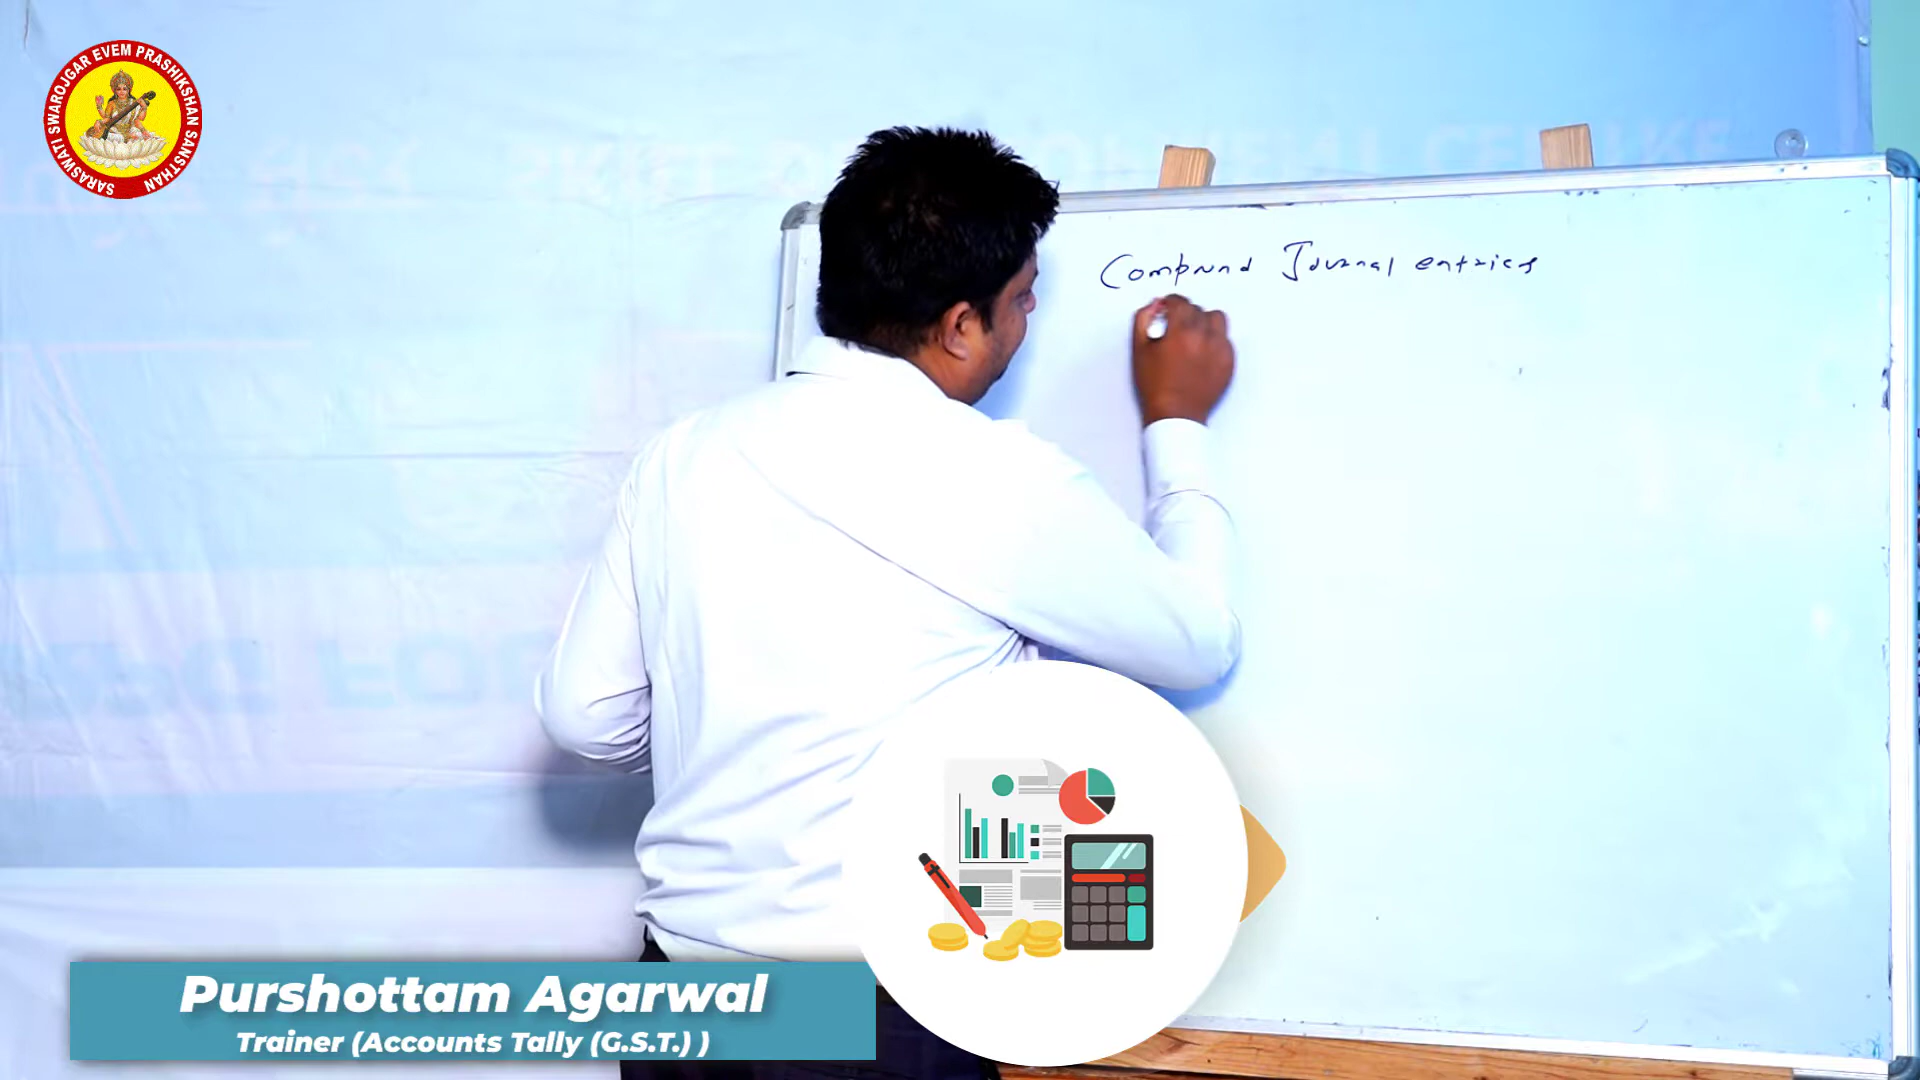 SARASWATI SWAROJGAR EVEM PRASHIKSHAN SANSTHAN
Compound Journal entries
Purshottam Agarwal
Trainer (Accounts Tally (G.S.T.) )